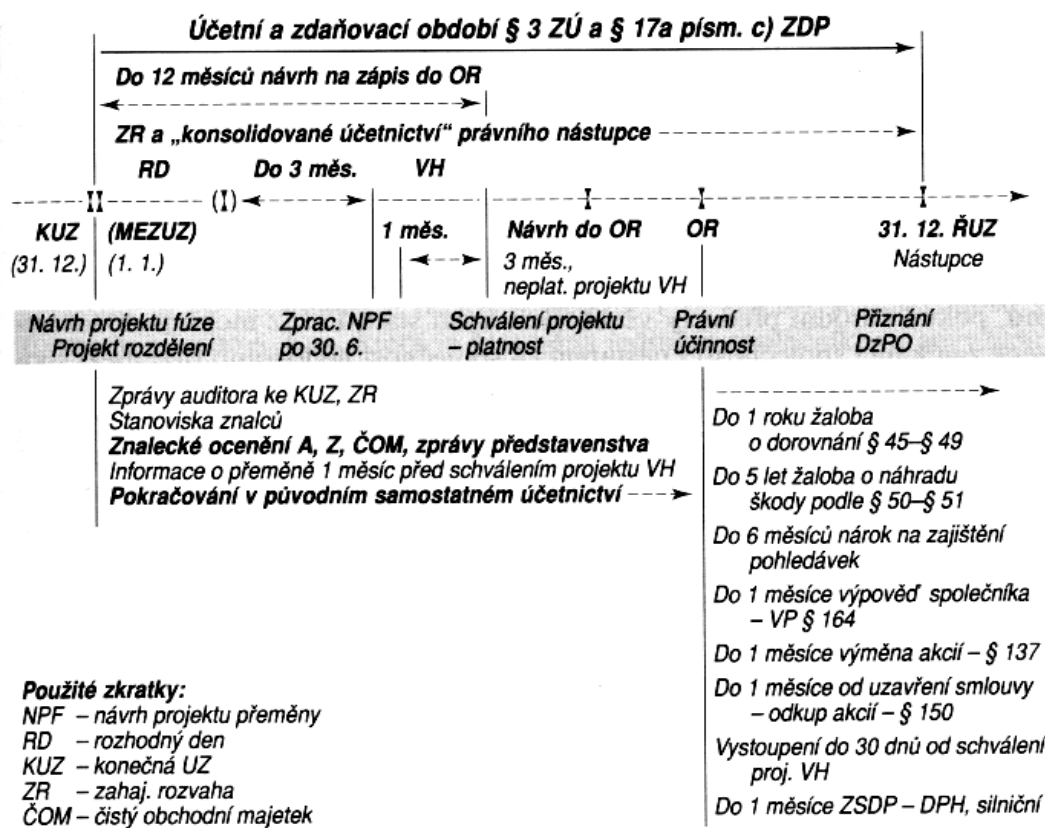 Účetní a zdaňovací období § 3 ZÚ a § 17a písm. c) ZDP
Do 12 měsíců návrh na zápis do OR
ZR a „konsolidované účetnictví“ právního nástupce
RD Do 3 měs. VH
(I)
KUZ (MEZUZ) 1 měs. Návrh do OR OR 31. 12. ŘUZ
(31. 12.) (1. 1.) 3 měs., Nástupce
neplat. projektu VH
Návrh projektu fúze Zprac. NPF Schválení projektu Právní Přiznání
Projekt rozdělení po 30. 6. – platnost účinnost DzPO
Zprávy auditora ke KUZ, ZR
Stanoviska znalců
Znalecké ocenění A, Z, ČOM, zprávy představenstva
Informace o přeměně 1 měsíc před schválením projektu VH
Pokračování v původním samostatném účetnictví
Do 1 roku žaloba
o dorovnání § 45–§ 49
Do 5 let žaloba o náhradu
škody podle § 50–§ 51
Do 6 měsíců nárok na zajištění
pohledávek
Do 1 měsíce výpověď společníka
– VP § 164
Do 1 měsíce výměna akcií – § 137
Do 1 měsíce od uzavření smlouvy
– odkup akcií – § 150
Vystoupení do 30 dnů od schválení
proj. VH
Do 1 měsíce ZSDP – DPH, silniční
Použité zkratky:
NPF – návrh projektu přeměny
RD – rozhodný den
KUZ – konečná UZ
ZR – zahaj. rozvaha
ČOM – čistý obchodní majetek